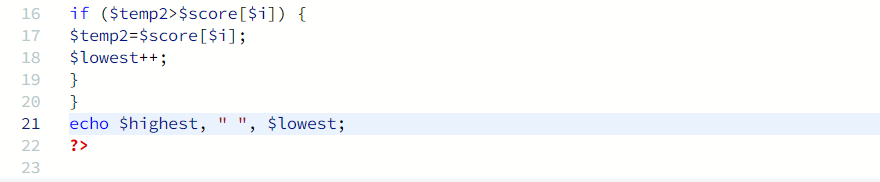 16 if ($temp2>$score[$i]) {
17 $temp2=$score[$i];
18 $lowest++;
19 }
20 }
21 echo $highest, " ", $lowest;
22 ?>
23